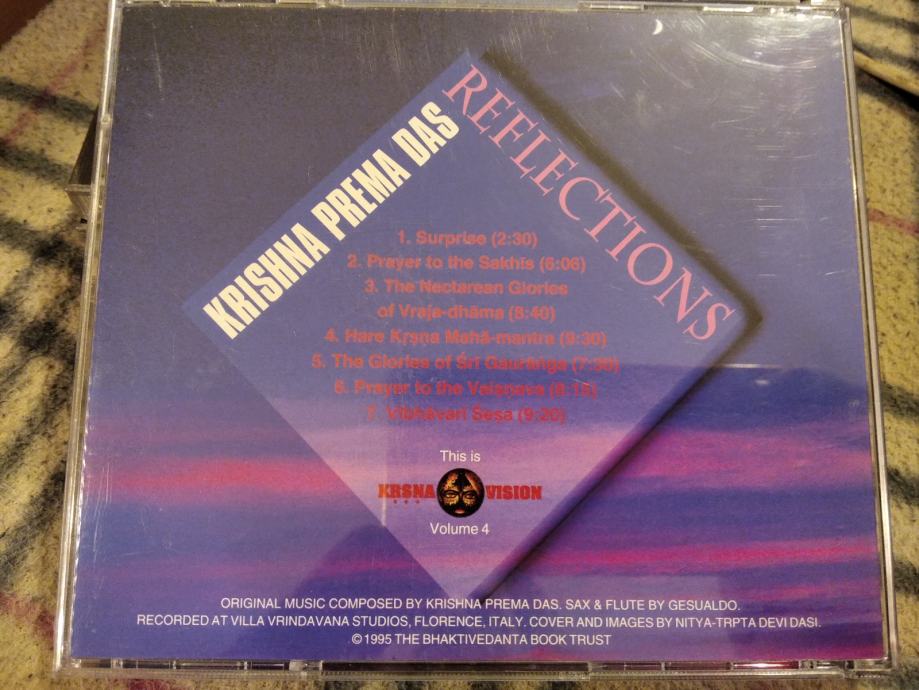 KRISHNA PREMA DAS
REFLECTIONS
1. Surprise (2:30)
2. Prayer to the Sakhīs (6:06)
3. The Nectarean Glories
of Vraja-dhāma (8:40)
4. Hare Kṛṣṇa Mahā-mantra (9:30)
5. The Glories of Śrī Gaurāṅga (7:30)
6. Prayer to the Vaiṣṇava (8:15)
7. Vibhāvarī Śeṣa (9:20)
This is
KṚṢṆA VISION
Volume 4
ORIGINAL MUSIC COMPOSED BY KRISHNA PREMA DAS. SAX & FLUTE BY GESUALDO.
RECORDED AT VILLA VRINDAVANA STUDIOS, FLORENCE, ITALY. COVER AND IMAGES BY NITYA-TRPTA DEVI DASI.
© 1995 THE BHAKTIVEDANTA BOOK TRUST